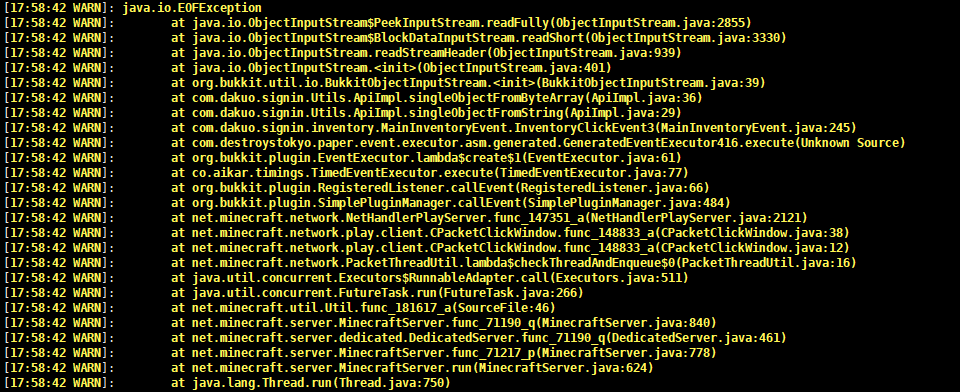 [17:58:42 WARN]: java.io.EOFException
[17:58:42 WARN]: at java.io.ObjectInputStream$PeekInputStream.readFully(ObjectInputStream.java:2855)
[17:58:42 WARN]: at java.io.ObjectInputStream$BlockDataInputStream.readShort(ObjectInputStream.java:3330)
[17:58:42 WARN]: at java.io.ObjectInputStream.readStreamHeader(ObjectInputStream.java:939)
[17:58:42 WARN]: at java.io.ObjectInputStream.<init>(ObjectInputStream.java:401)
[17:58:42 WARN]: at org.bukkit.util.io.BukkitObjectInputStream.<init>(BukkitObjectInputStream.java:39)
[17:58:42 WARN]: at com.dakuo.signin.Utils.ApiImpl.singleObjectFromByteArray(ApiImpl.java:36)
[17:58:42 WARN]: at com.dakuo.signin.Utils.ApiImpl.singleObjectFromString(ApiImpl.java:29)
[17:58:42 WARN]: at com.dakuo.signin.inventory.MainInventoryEvent.InventoryClickEvent3(MainInventoryEvent.java:245)
[17:58:42 WARN]: at com.destroystokyo.paper.event.executor.asm.generated.GeneratedEventExecutor416.execute(Unknown Source)
[17:58:42 WARN]: at org.bukkit.plugin.EventExecutor.lambda$create$1(EventExecutor.java:61)
[17:58:42 WARN]: at co.aikar.timings.TimedEventExecutor.execute(TimedEventExecutor.java:77)
[17:58:42 WARN]: at org.bukkit.plugin.RegisteredListener.callEvent(RegisteredListener.java:66)
[17:58:42 WARN]: at org.bukkit.plugin.SimplePluginManager.callEvent(SimplePluginManager.java:484)
[17:58:42 WARN]: at net.minecraft.network.NetHandlerPlayServer.func_147351_a(NetHandlerPlayServer.java:2121)
[17:58:42 WARN]: at net.minecraft.network.play.client.CPacketClickWindow.func_148833_a(CPacketClickWindow.java:38)
[17:58:42 WARN]: at net.minecraft.network.play.client.CPacketClickWindow.func_148833_a(CPacketClickWindow.java:12)
[17:58:42 WARN]: at net.minecraft.network.PacketThreadUtil.lambda$checkThreadAndEnqueue$0(PacketThreadUtil.java:16)
[17:58:42 WARN]: at java.util.concurrent.Executors$RunnableAdapter.call(Executors.java:511)
[17:58:42 WARN]: at java.util.concurrent.FutureTask.run(FutureTask.java:266)
[17:58:42 WARN]: at net.minecraft.util.Util.func_181617_a(SourceFile:46)
[17:58:42 WARN]: at net.minecraft.server.MinecraftServer.func_71190_q(MinecraftServer.java:840)
[17:58:42 WARN]: at net.minecraft.server.dedicated.DedicatedServer.func_71190_q(DedicatedServer.java:461)
[17:58:42 WARN]: at net.minecraft.server.MinecraftServer.func_71217_p(MinecraftServer.java:778)
[17:58:42 WARN]: at net.minecraft.server.MinecraftServer.run(MinecraftServer.java:624)
[17:58:42 WARN]: at java.lang.Thread.run(Thread.java:750)